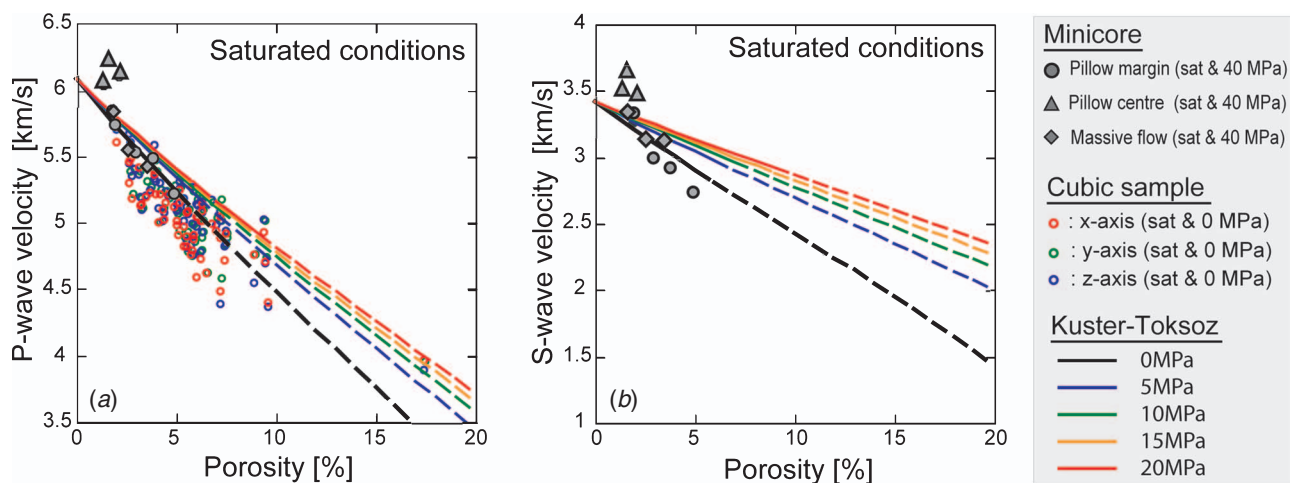 6.5
6
5.5
5
4.5
4
3.5
P-wave velocity [km/s]
Saturated conditions
(a)
0
5
10
15
20
Porosity [%]
4
3.5
3
2.5
2
1.5
1
S-wave velocity [km/s]
Saturated conditions
(b)
0
5
10
15
20
Porosity [%]
Minicore
Pillow margin (sat & 40 MPa)
Pillow centre (sat & 40 MPa)
Massive flow (sat & 40 MPa)
Cubic sample
: x-axis (sat & 0 MPa)
: y-axis (sat & 0 MPa)
: z-axis (sat & 0 MPa)
Kuster-Toksoz
0MPa
5MPa
10MPa
15MPa
20MPa